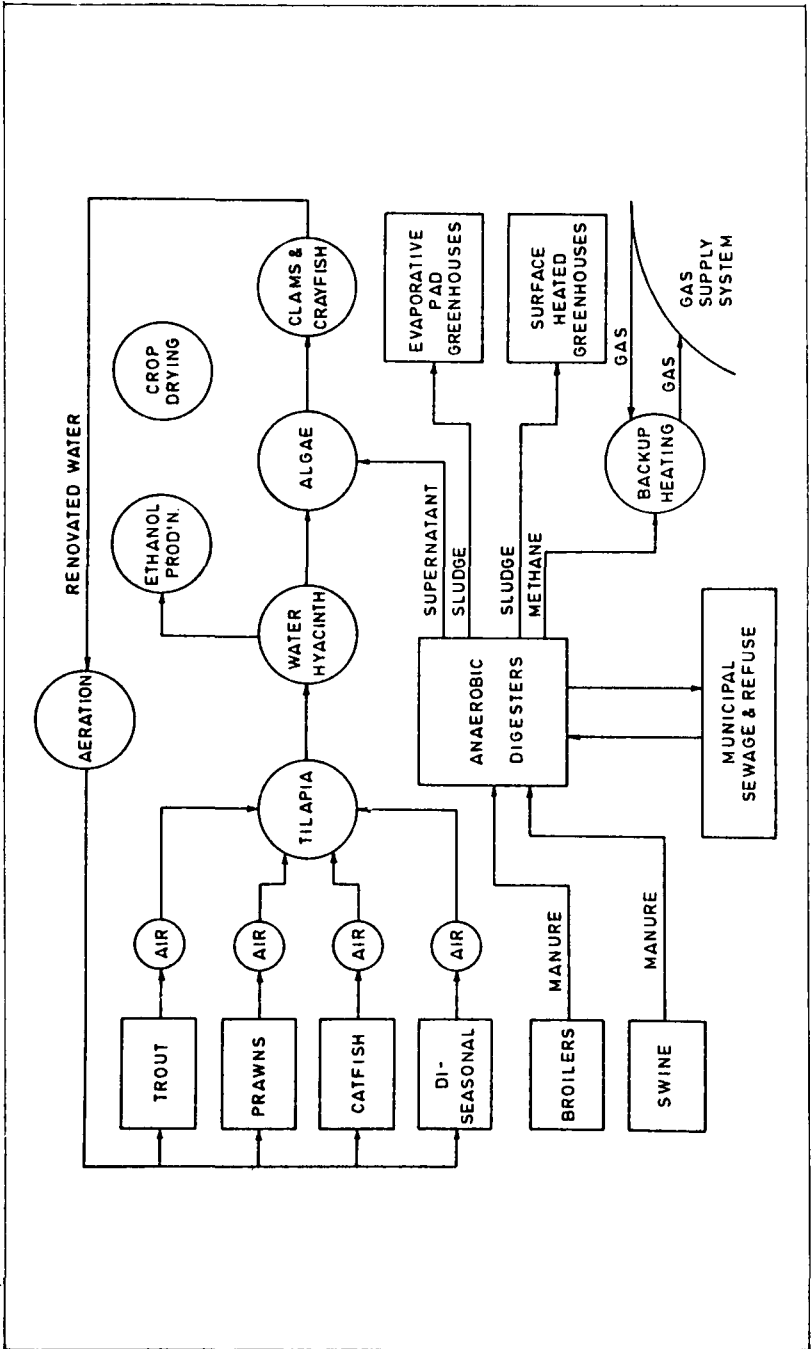 RENOVATED WATER
AERATION
ETHANOL
PROD'N.
CROP
DRYING
TROUT
AIR
PRAWNS
AIR
CATFISH
AIR
DI-
SEASONAL
AIR
TILAPIA
WATER
HYACINTH
ALGAE
CLAMS &
CRAYFISH
BROILERS
MANURE
SWINE
MANURE
ANAEROBIC
DIGESTERS
SUPERNATANT
SLUDGE
SLUDGE
METHANE
EVAPORATIVE
PAD
GREENHOUSES
SURFACE
HEATED
GREENHOUSES
MUNICIPAL
SEWAGE & REFUSE
BACKUP
HEATING
GAS
GAS
GAS
SUPPLY
SYSTEM